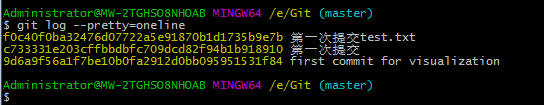 Administrator@MW-2TGHSO8NHOAB MINGW64 /e/Git (master)
$ git log --pretty=oneline
f0c40f0ba32476d07722a5e91870b1d1735b9e7b 第一次提交test.txt
c733331e203cffbbdbfc709dcd82f94b1b918910 第一次提交
9d6a9f56a1f7be10b0fa2912d0bb095951531f84 first commit for visualization
Administrator@MW-2TGHSO8NHOAB MINGW64 /e/Git (master)
$